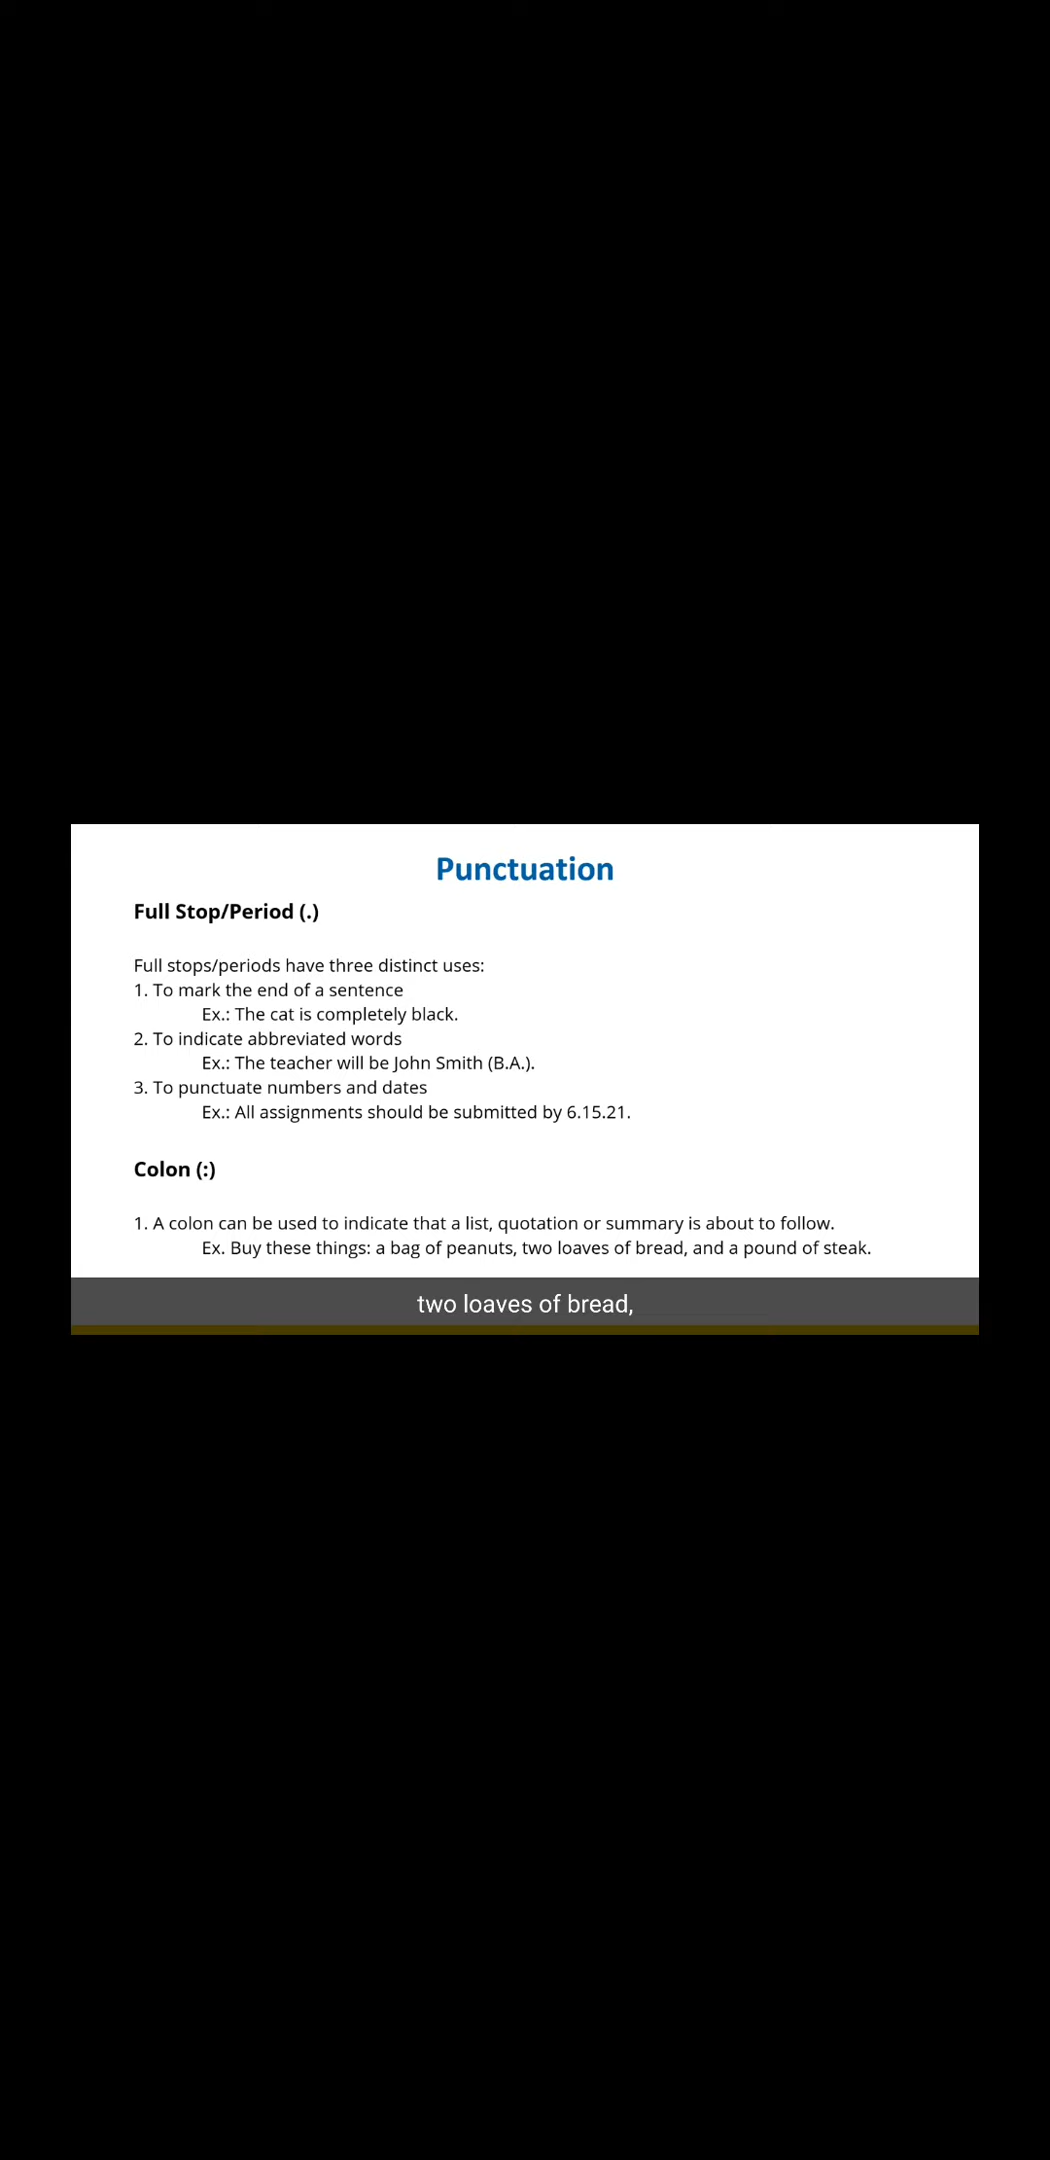 Punctuation
Full Stop/Period (.)
Full stops/periods have three distinct uses:
1. To mark the end of a sentence
Ex.: The cat is completely black.
2. To indicate abbreviated words
Ex.: The teacher will be John Smith (B.A.).
3. To punctuate numbers and dates
Ex.: All assignments should be submitted by 6.15.21.
Colon (:)
1. A colon can be used to indicate that a list, quotation or summary is about to follow.
Ex. Buy these things: a bag of peanuts, two loaves of bread, and a pound of steak.
two loaves of bread,